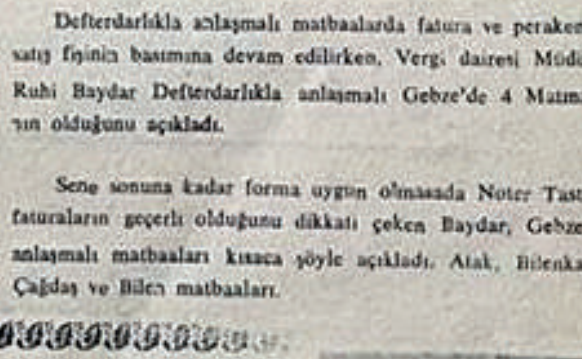 Defterdarlıkla anlaşmalı matbaalarda fatura ve peraken
satış fişinin basımına devam edilirken, Vergi dairesi Müdü
Ruhi Baydar Defterdarlıkla anlaşmalı Gebze'de 4 Matba
nın olduğunu açıkladı.
Sene sonuna kadar forma uygun olmasada Noter Tast
faturaların geçerli olduğunu dikkati çeken Baydar, Gebze
anlaşmalı matbaaları kısaca şöyle açıkladı. Atak, Bilenka
Çağdaş ve Bilen matbaaları.